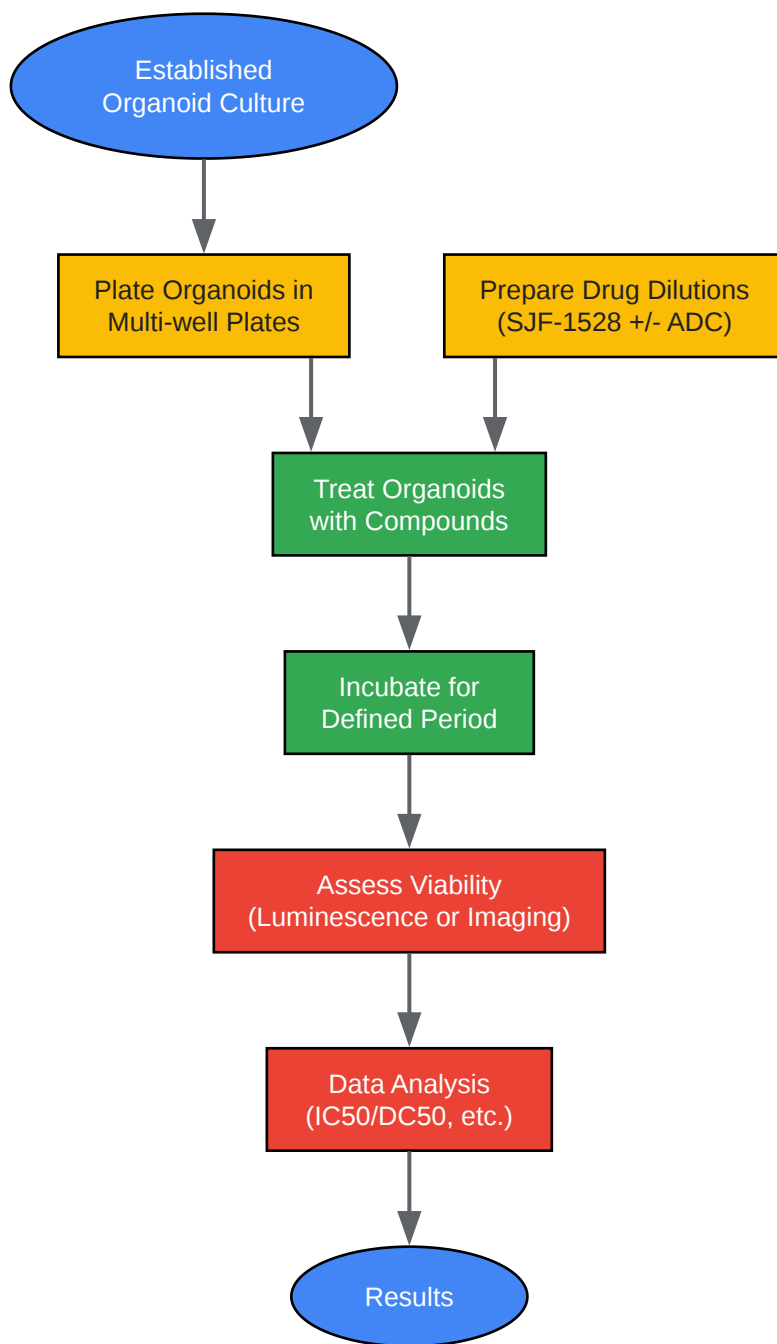 Established
Organoid Culture
Plate Organoids in
Multi-well Plates
Prepare Drug Dilutions
(SJF-1528 +/- ADC)
Treat Organoids
with Compounds
Incubate for
Defined Period
Assess Viability
(Luminescence or Imaging)
Data Analysis
(IC50/DC50, etc.)
Results